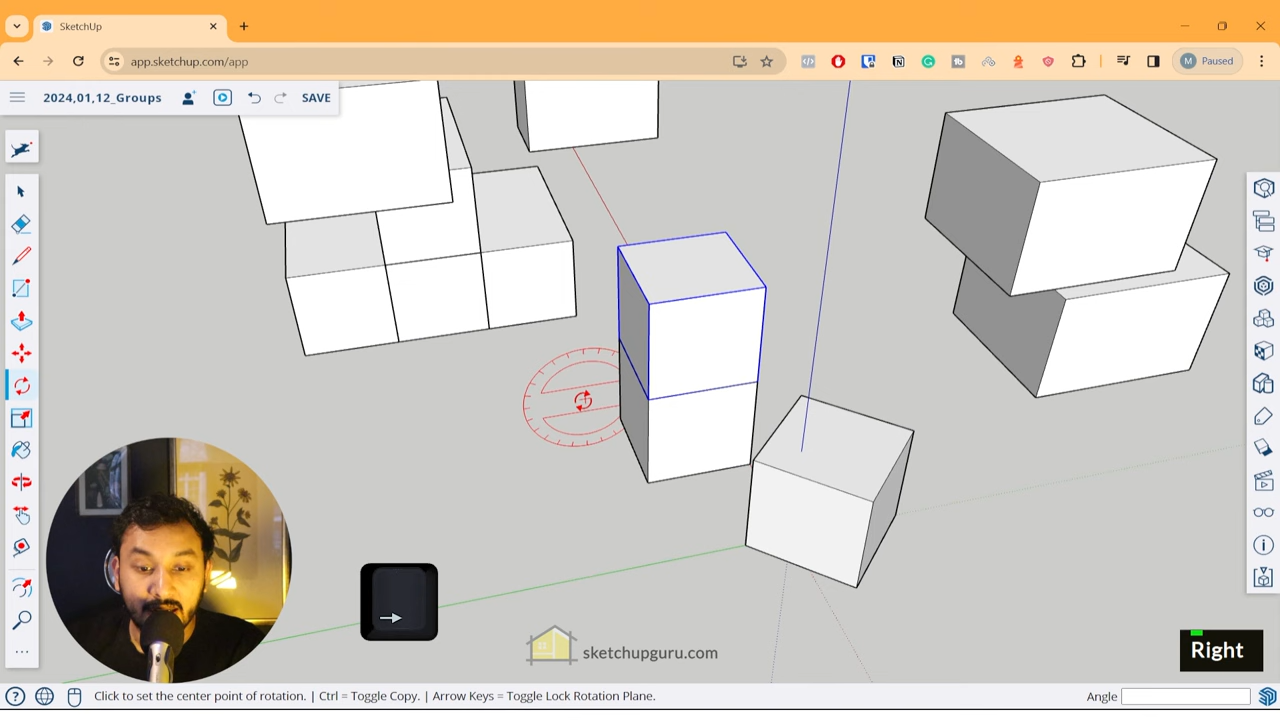 SketchUp
app.sketchup.com/app
M Paused
2024,01,12_Groups
SAVE
sketchupguru.com
Right
Click to set the center point of rotation. | Ctrl = Toggle Copy. | Arrow Keys = Toggle Lock Rotation Plane.
Angle